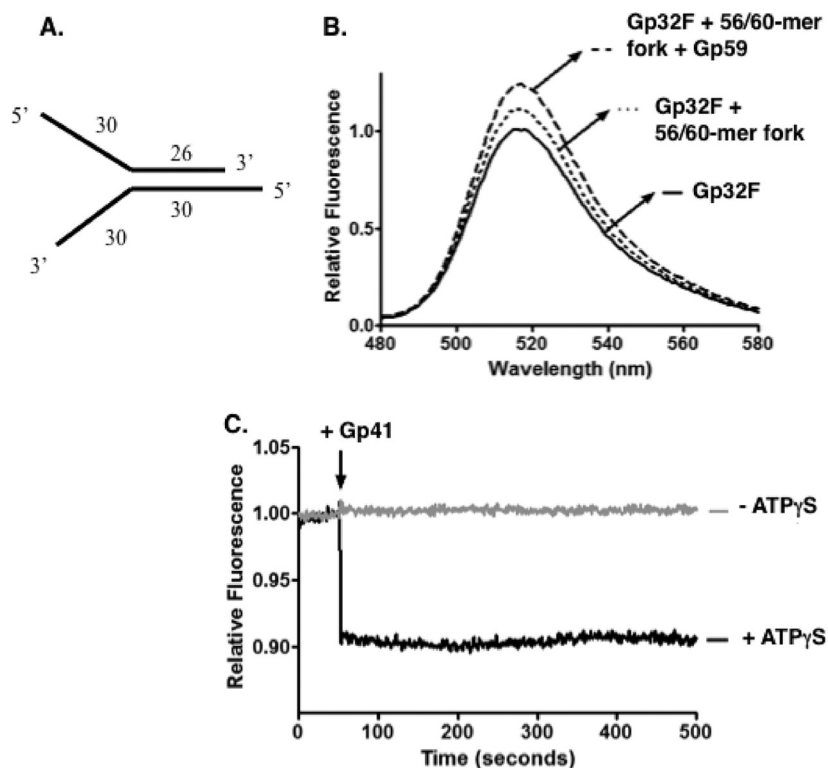 A.
5’
30
26
3’
30
5’
30
3’
B.
Gp32F + 56/60-mer
fork + Gp59
Gp32F +
56/60-mer fork
Gp32F
Relative Fluorescence
1.0
0.5
0.0
480 500 520 540 560 580
Wavelength (nm)
C.
+ Gp41
Relative Fluorescence
1.05
1.00
0.95
0.90
- ATPγS
+ ATPγS
0 100 200 300 400 500
Time (seconds)